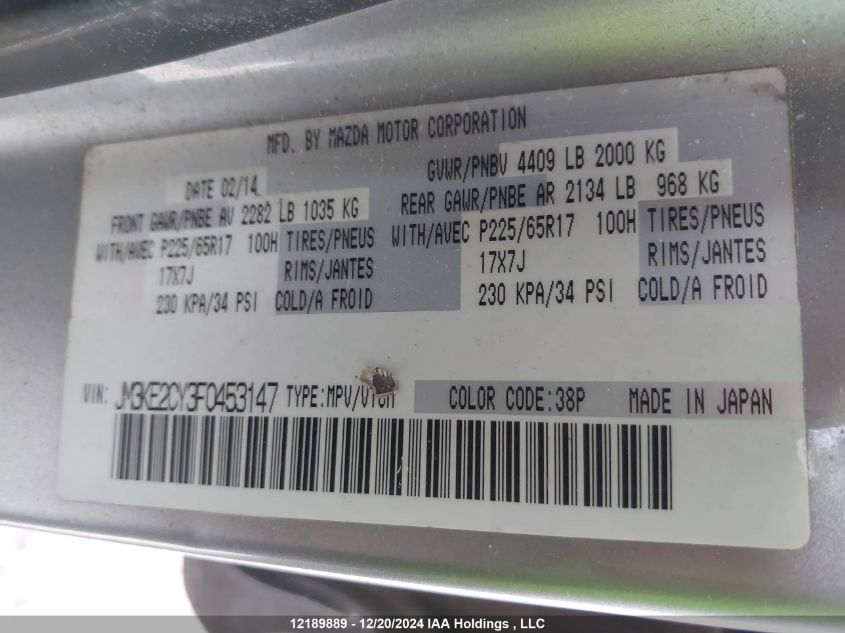 MFD. BY MAZDA MOTOR CORPORATION
DATE 02/14 GVWR/PNBV 4409 LB 2000 KG
FRONT GAWR/PNBE AV 2282 LB 1035 KG REAR GAWR/PNBE AR 2134 LB 968 KG
WITH/AVEC P225/65R17 100H TIRES/PNEUS WITH/AVEC P225/65R17 100H TIRES/PNEUS
17X7J RIMS/JANTES 17X7J RIMS/JANTES
230 KPA/34 PSI COLD/A FROID 230 KPA/34 PSI COLD/A FROID
VIN: JM3KE2CY3F0453147 TYPE:MPV/ COLOR CODE:38P MADE IN JAPAN
12189889 - 12/20/2024 IAA Holdings , LLC